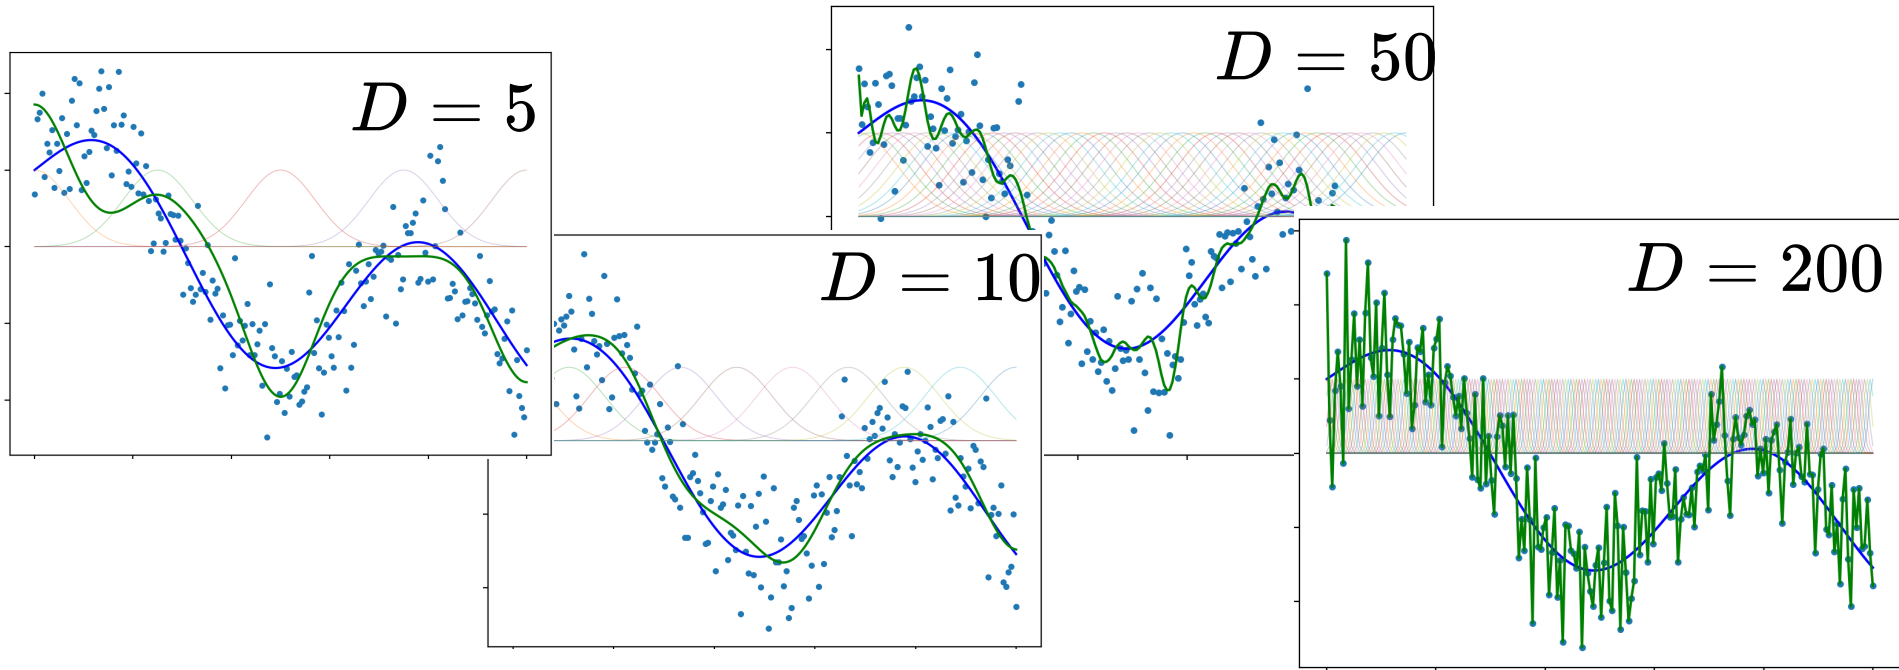 D = 5
D = 10
D = 50
D = 200